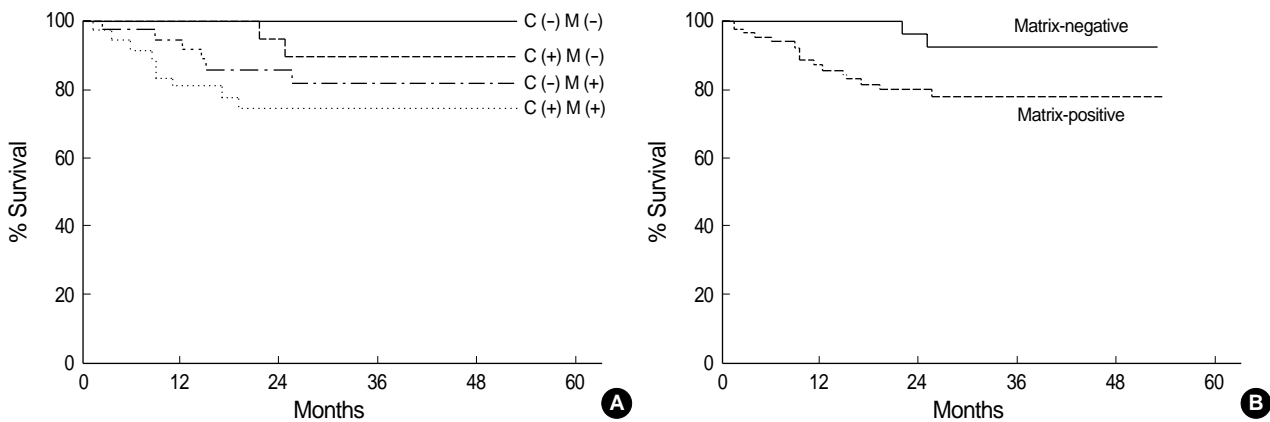 % Survival
100
80
60
40
20
0
C (–) M (–)
C (+) M (–)
C (–) M (+)
C (+) M (+)
0 12 24 36 48 60
Months
A
% Survival
100
80
60
40
20
0
Matrix-negative
Matrix-positive
0 12 24 36 48 60
Months
B